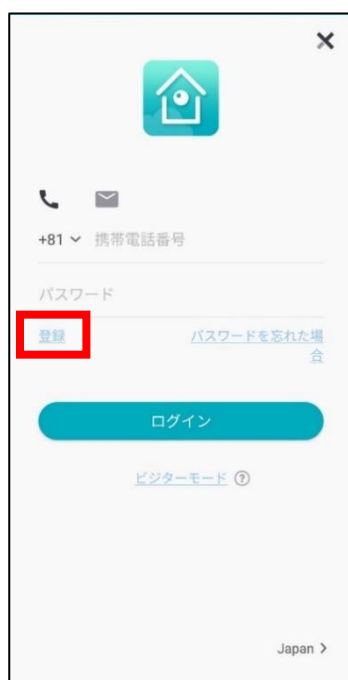 +81 携帯電話番号
パスワード
登録 パスワードを忘れた場
合
ログイン
ビジターモード ?
Japan >